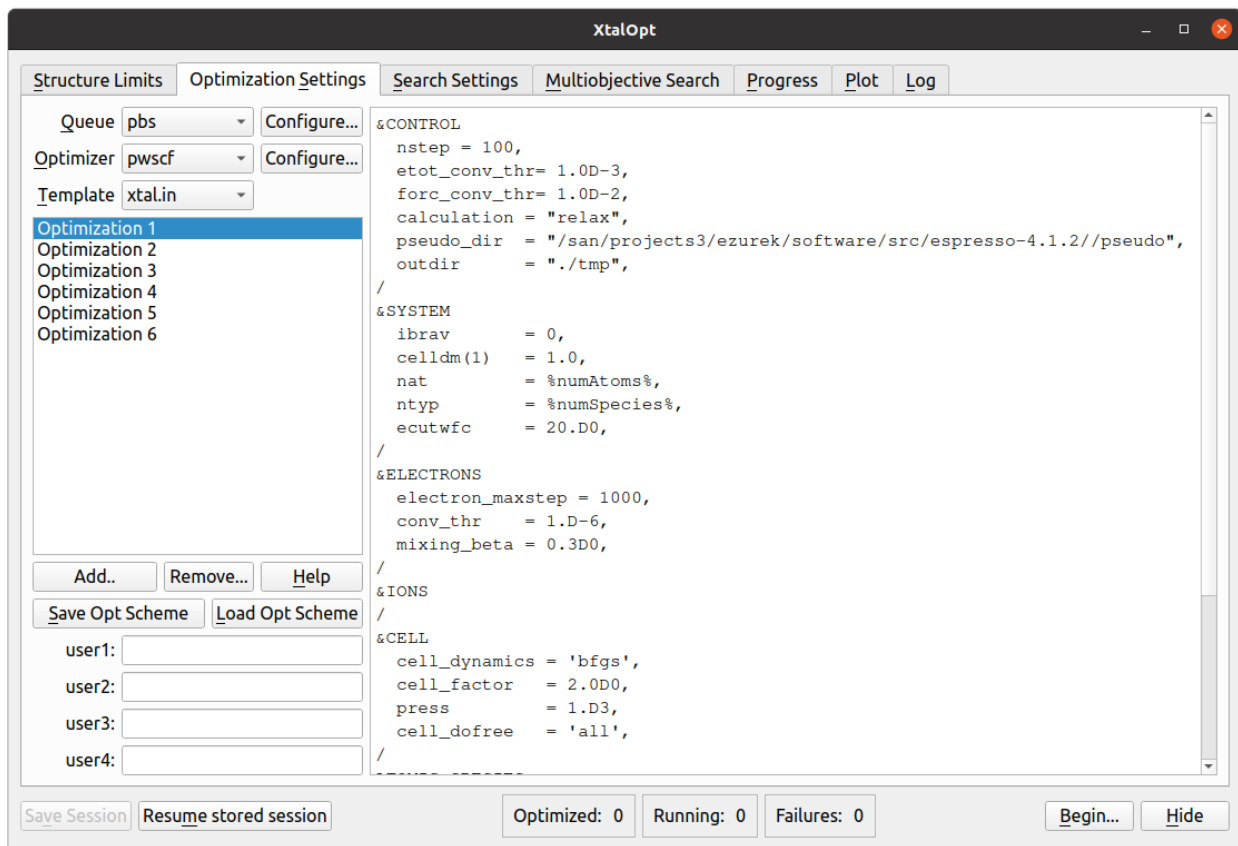 XtalOpt
Structure Limits Optimization Settings Search Settings Multiobjective Search Progress Plot Log
Queue pbs Configure...
Optimizer pwscf Configure...
Template xtal.in
Optimization 1
Optimization 2
Optimization 3
Optimization 4
Optimization 5
Optimization 6
Add.. Remove... Help
Save Opt Scheme Load Opt Scheme
user1:
user2:
user3:
user4:
&CONTROL
nstep = 100,
etot_conv_thr= 1.0D-3,
forc_conv_thr= 1.0D-2,
calculation = "relax",
pseudo_dir = "/san/projects3/ezurek/software/src/espresso-4.1.2//pseudo",
outdir = "./tmp",
/
&SYSTEM
ibrav = 0,
celldm(1) = 1.0,
nat = %numAtoms%,
ntyp = %numSpecies%,
ecutwfc = 20.D0,
/
&ELECTRONS
electron_maxstep = 1000,
conv_thr = 1.D-6,
mixing_beta = 0.3D0,
/
&IONS
/
&CELL
cell_dynamics = 'bfgs',
cell_factor = 2.0D0,
press = 1.D3,
cell_dofree = 'all',
/
Save Session Resume stored session Optimized: 0 Running: 0 Failures: 0 Begin... Hide